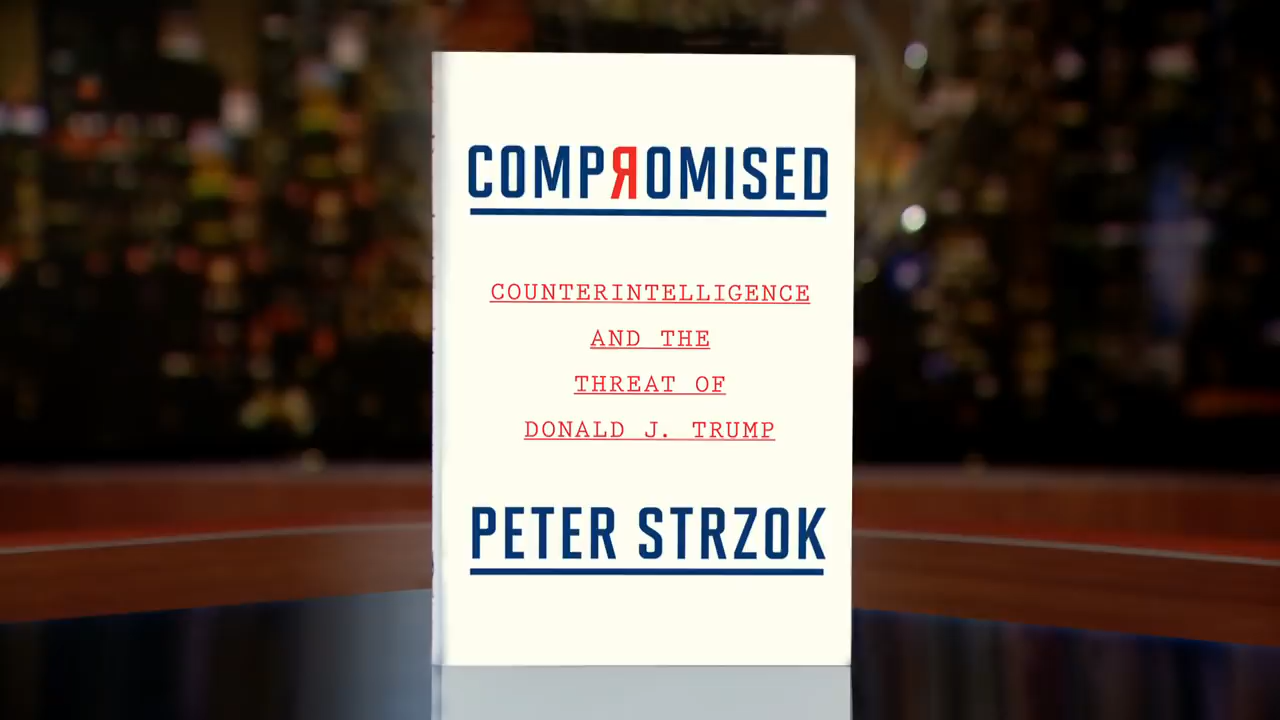 COMPЯOMISED
COUNTERINTELLIGENCE
AND THE
THREAT OF
DONALD J. TRUMP
PETER STRZOK